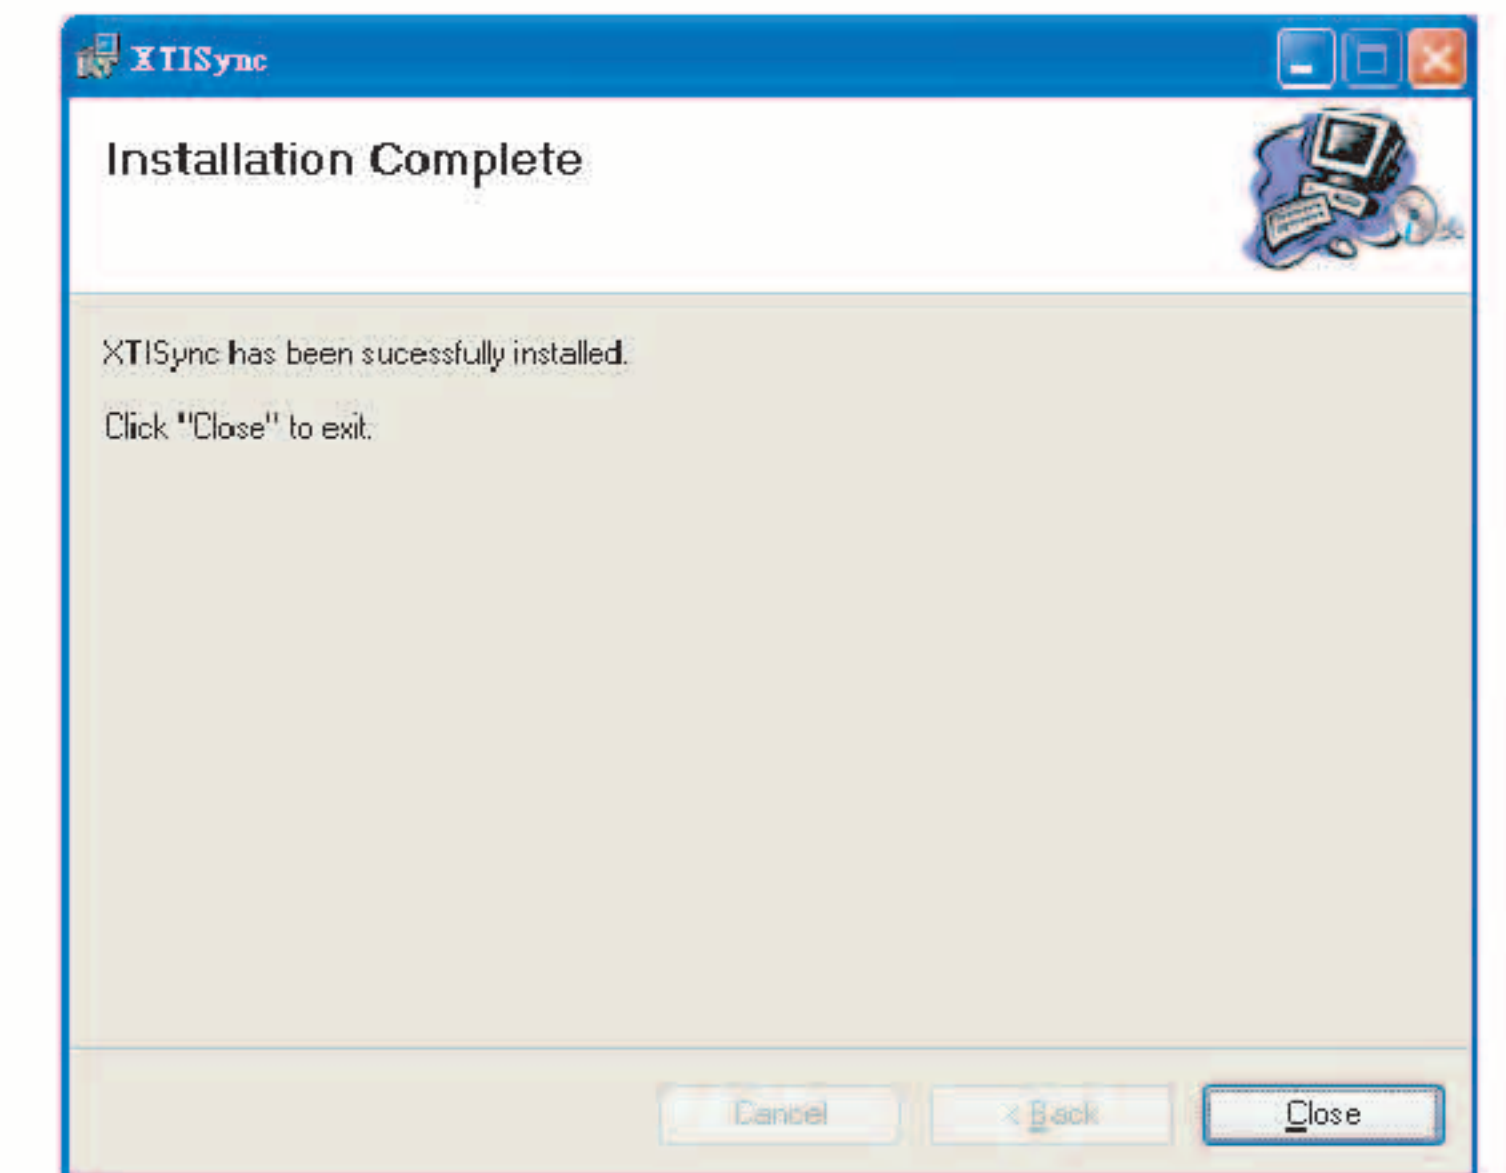 XTISync
Installation Complete
XTISync has been sucessfully installed.
Click "Close" to exit.
Cancel
< Back
Close